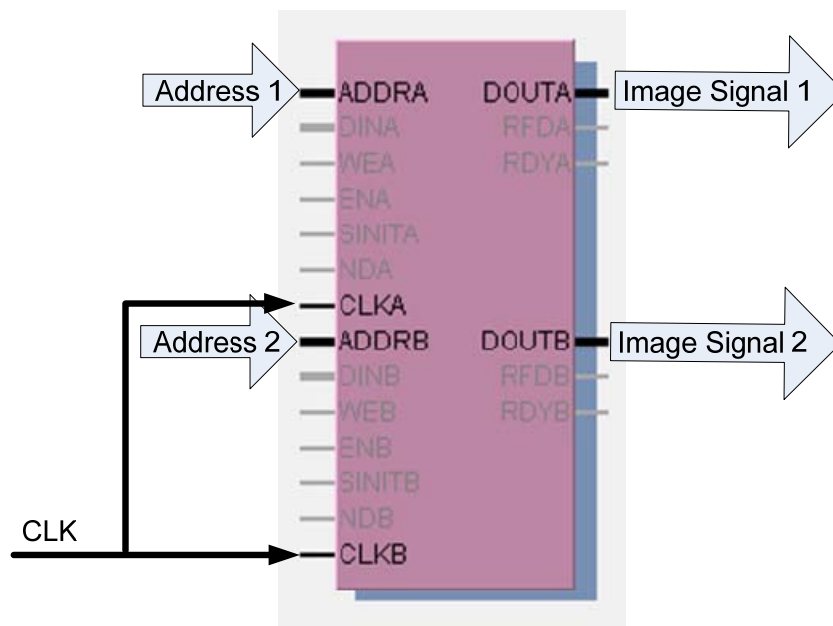 Address 1
ADDRA
DOUTA
Image Signal 1
DINA
RFDA
WEA
RDYA
ENA
SINITA
NDA
CLKA
Address 2
ADDRB
DOUTB
Image Signal 2
DINB
RFDB
WEB
RDYB
ENB
SINITB
NDB
CLK
CLKB